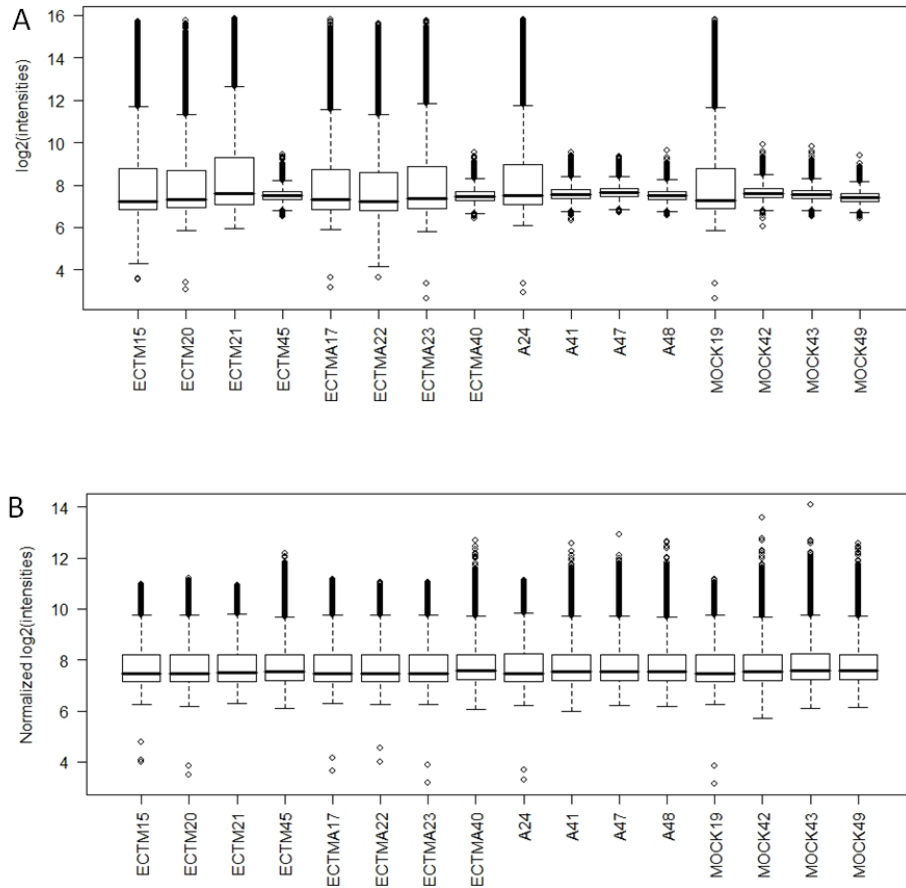 A
log2(intensities)
16
14
12
10
8
6
4
ECTM15
ECTM20
ECTM21
ECTM45
ECTMA17
ECTMA22
ECTMA23
ECTMA40
A24
A41
A47
A48
MOCK19
MOCK42
MOCK43
MOCK49
B
Normalized log2(intensities)
14
12
10
8
6
4
ECTM15
ECTM20
ECTM21
ECTM45
ECTMA17
ECTMA22
ECTMA23
ECTMA40
A24
A41
A47
A48
MOCK19
MOCK42
MOCK43
MOCK49